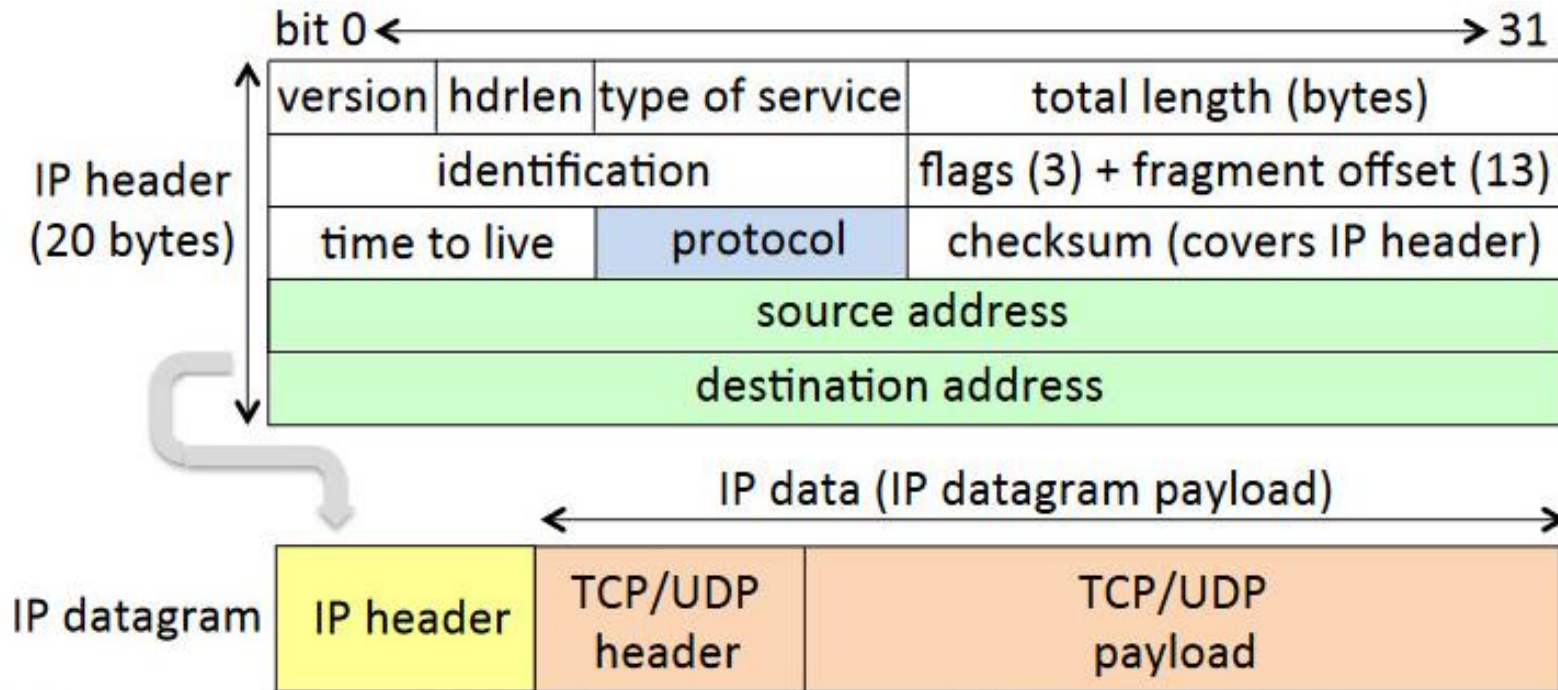 bit 0 31
version hdrlen type of service total length (bytes)
IP header
(20 bytes)
identification flags (3) + fragment offset (13)
time to live protocol checksum (covers IP header)
source address
destination address
IP data (IP datagram payload)
IP datagram IP header
TCP/UDP
header
TCP/UDP
payload